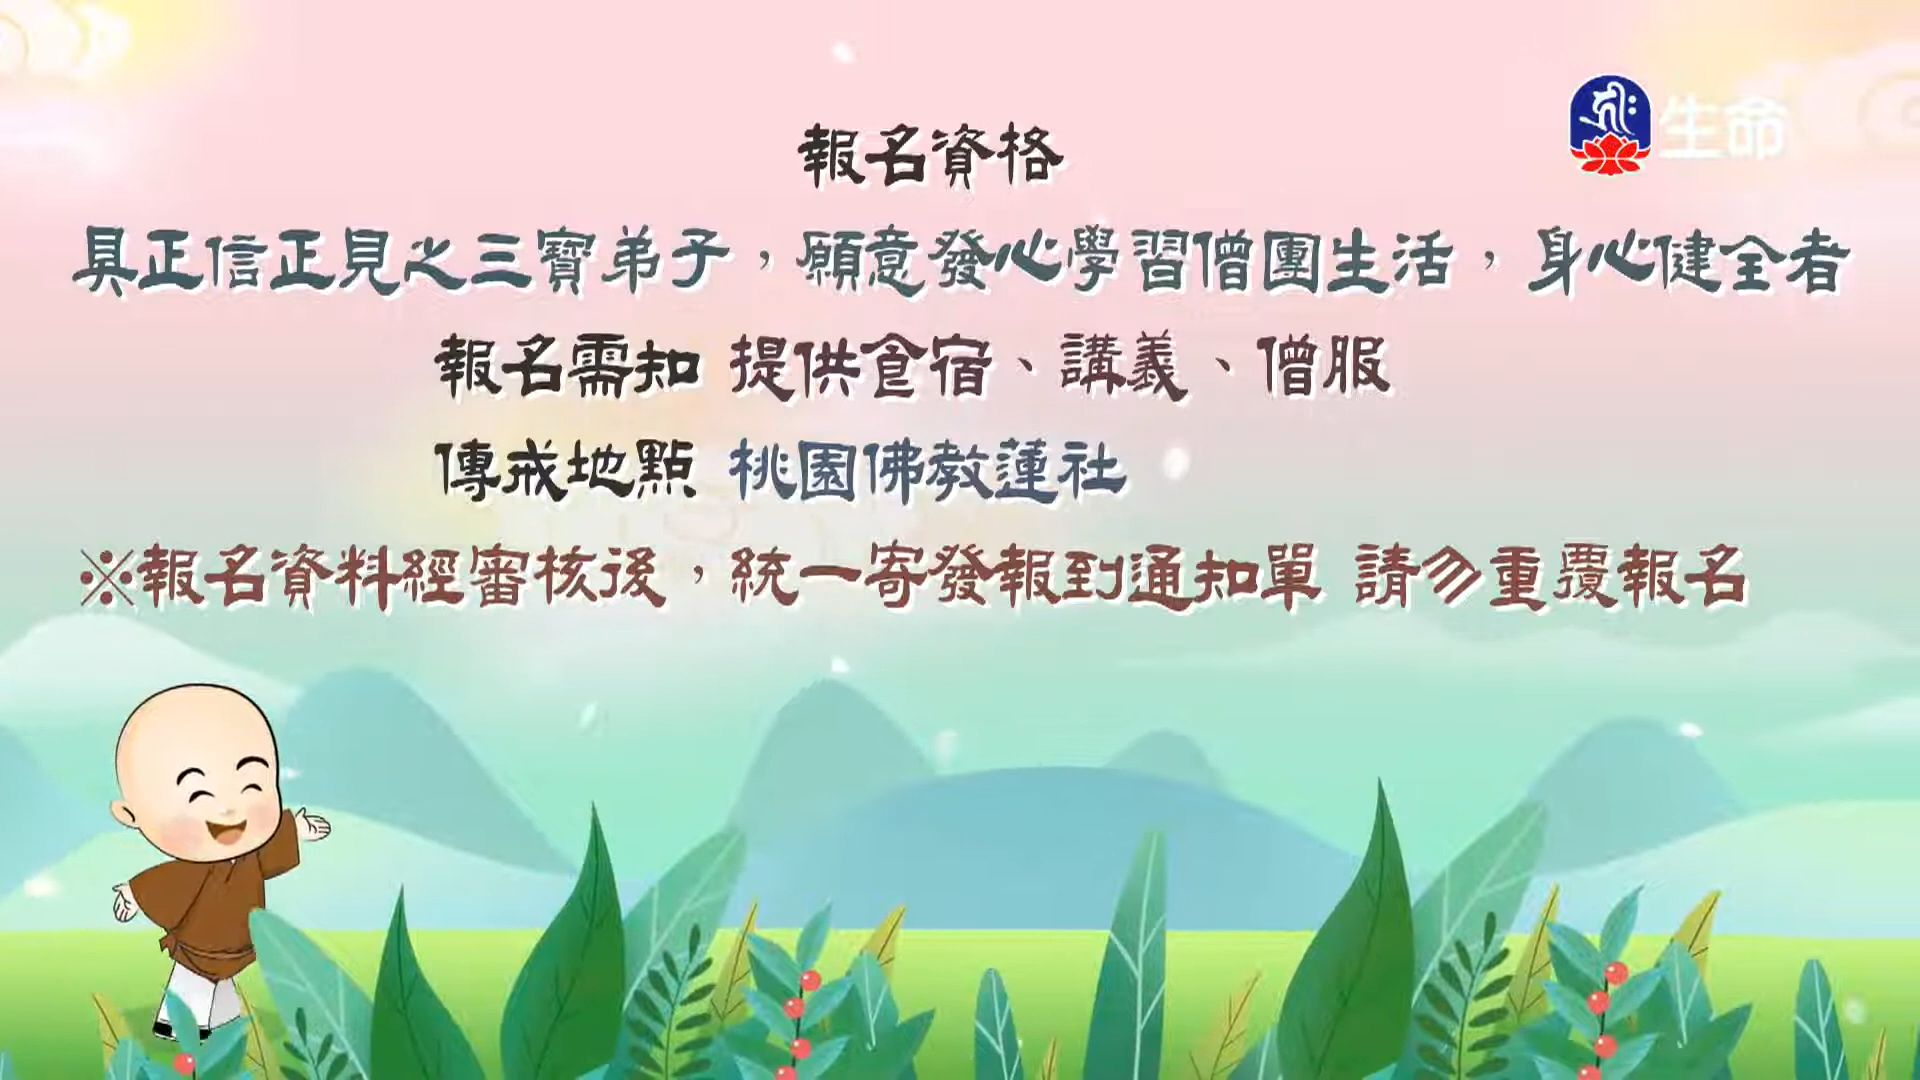 生命
報名資格
具正信正見之三寶弟子，願意發心學習僧團生活，身心健全者
報名需知 提供食宿、講義、僧服
傳戒地點 桃園佛教蓮社
※報名資料經審核後，統一寄發報到通知單 請勿重覆報名